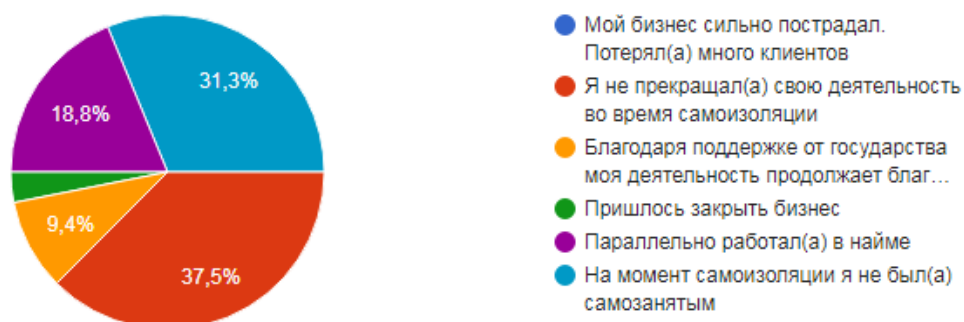 31,3%
18,8%
9,4%
37,5%
Мой бизнес сильно пострадал.
Потерял(а) много клиентов
Я не прекращал(а) свою деятельность
во время самоизоляции
Благодаря поддержке от государства
моя деятельность продолжает благ…
Пришлось закрыть бизнес
Параллельно работал(а) в найме
На момент самоизоляции я не был(а)
самозанятым